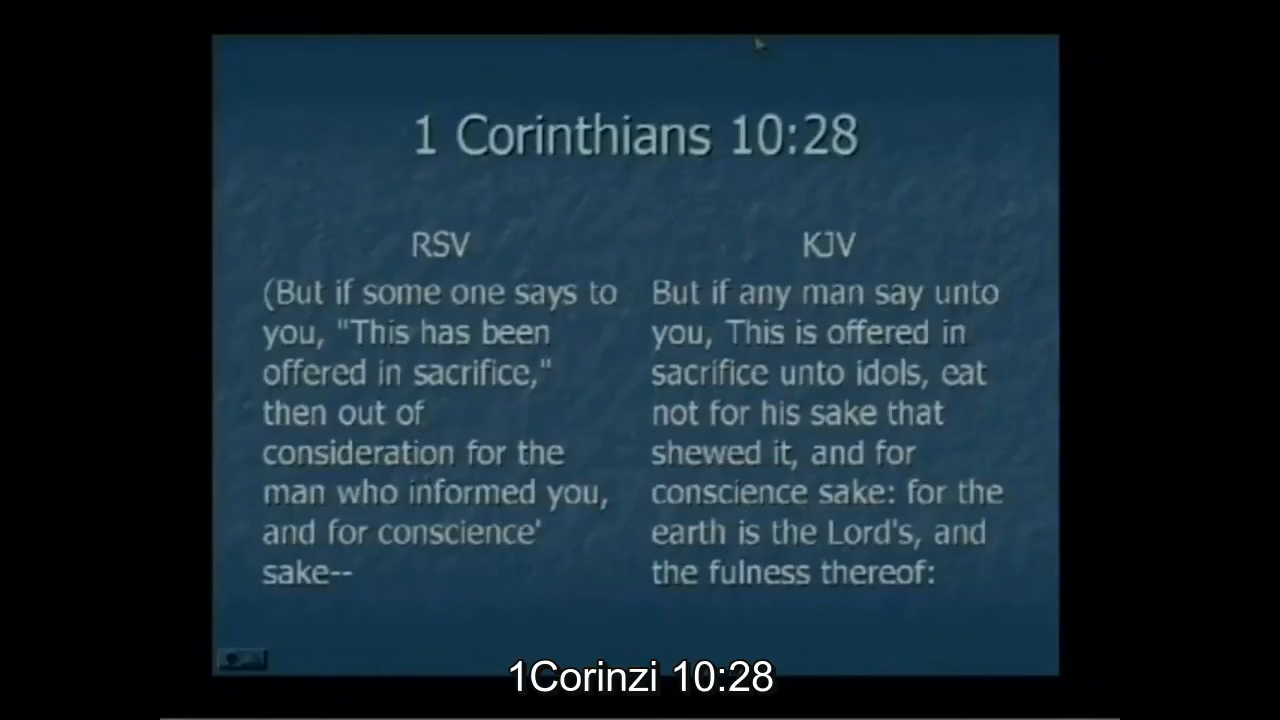 1 Corinthians 10:28
RSV
(But if some one says to
you, "This has been
offered in sacrifice,"
then out of
consideration for the
man who informed you,
and for conscience'
sake--
KJV
But if any man say unto
you, This is offered in
sacrifice unto idols, eat
not for his sake that
shewed it, and for
conscience sake: for the
earth is the Lord's, and
the fulness thereof:
1Corinzi 10:28